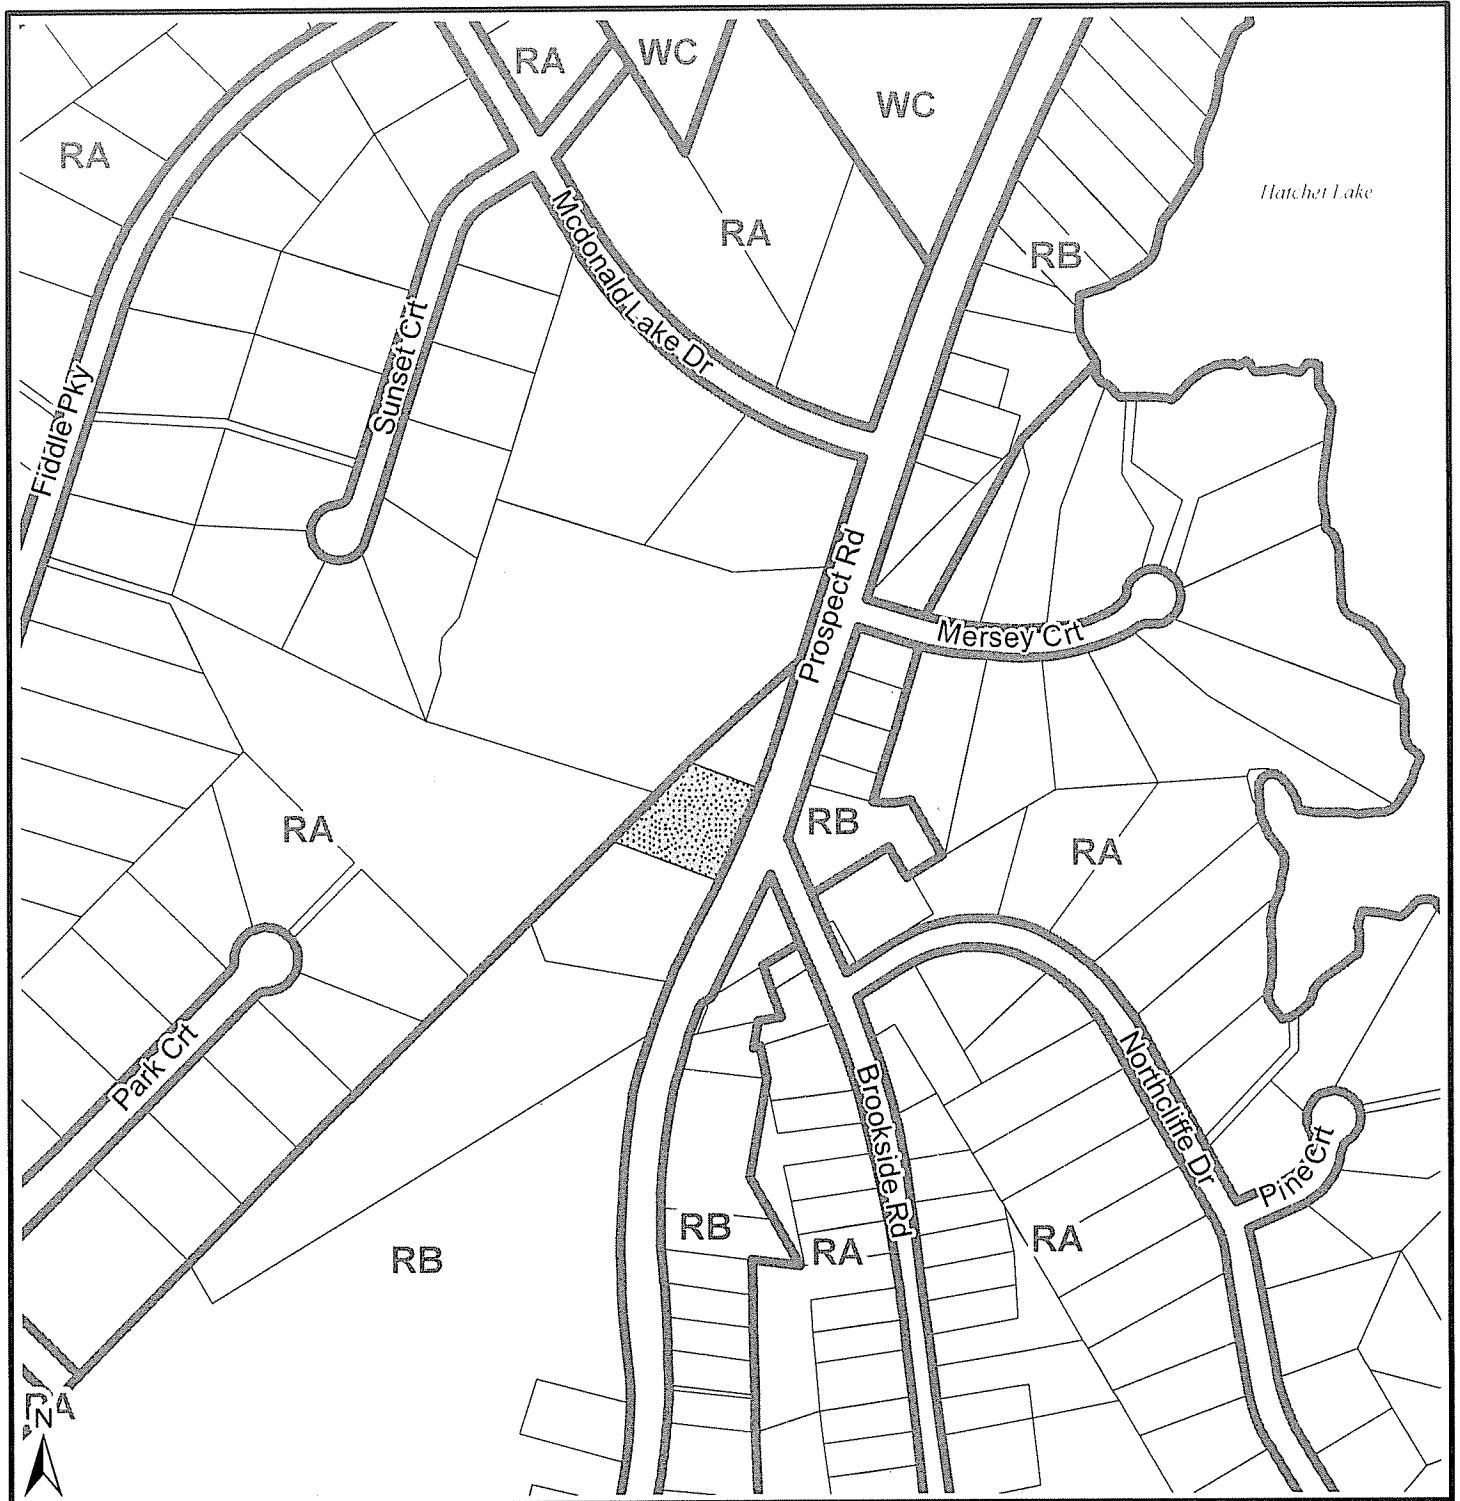 RA
WC
WC
RA
Hatchet Lake
RA
RB
Mcdonald Lake Dr
Sunset Crt
Fiddle Pky
Prospect Rd
Mersey Crt
RA
RB
RA
Park Crt
Northcliffe Dr
Brookside Rd
Pine Crt
RB
RA
RA
RB
RA
N